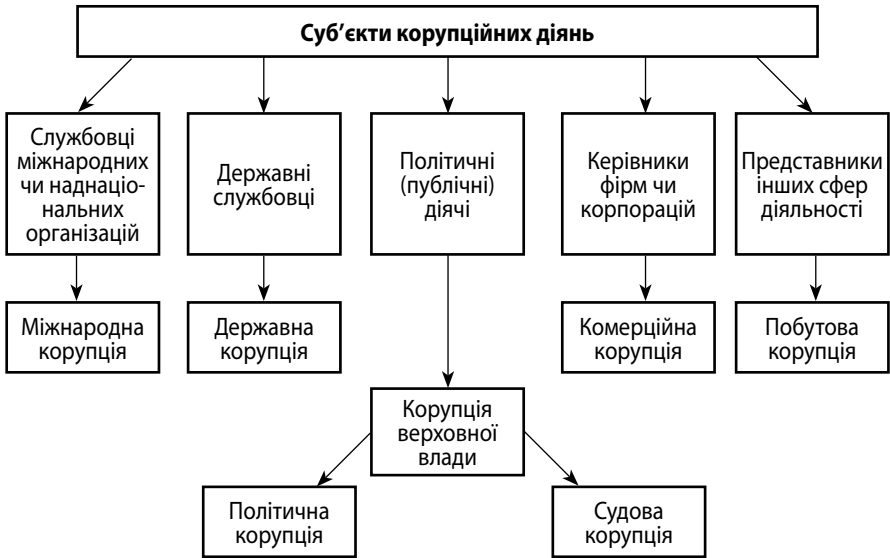 Суб’єкти корупційних діянь
Службовці
міжнародних
чи наднаціо-
нальних
організацій
Державні
службовці
Політичні
(публічні)
діячі
Керівники
фірм чи
корпорацій
Представники
інших сфер
діяльності
Міжнародна
корупція
Державна
корупція
Комерційна
корупція
Побутова
корупція
Корупція
верховної
влади
Політична
корупція
Судова
корупція